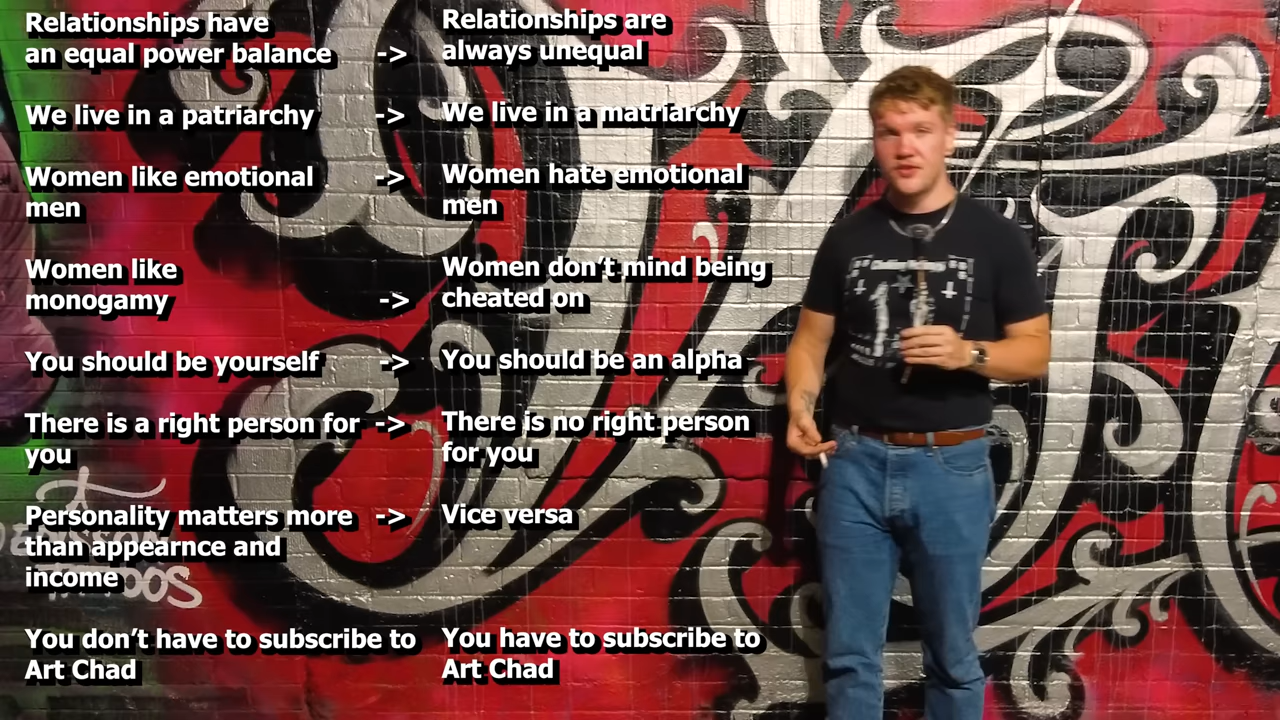 Relationships have
an equal power balance
->
Relationships are
always unequal
We live in a patriarchy
->
We live in a matriarchy
Women like emotional
men
->
Women hate emotional
men
Women like
monogamy
->
Women don't mind being
cheated on
You should be yourself
->
You should be an alpha
There is a right person for
you
->
There is no right person
for you
Personality matters more
than appearnce and
income
->
Vice versa
You don't have to subscribe to
Art Chad
You have to subscribe to
Art Chad